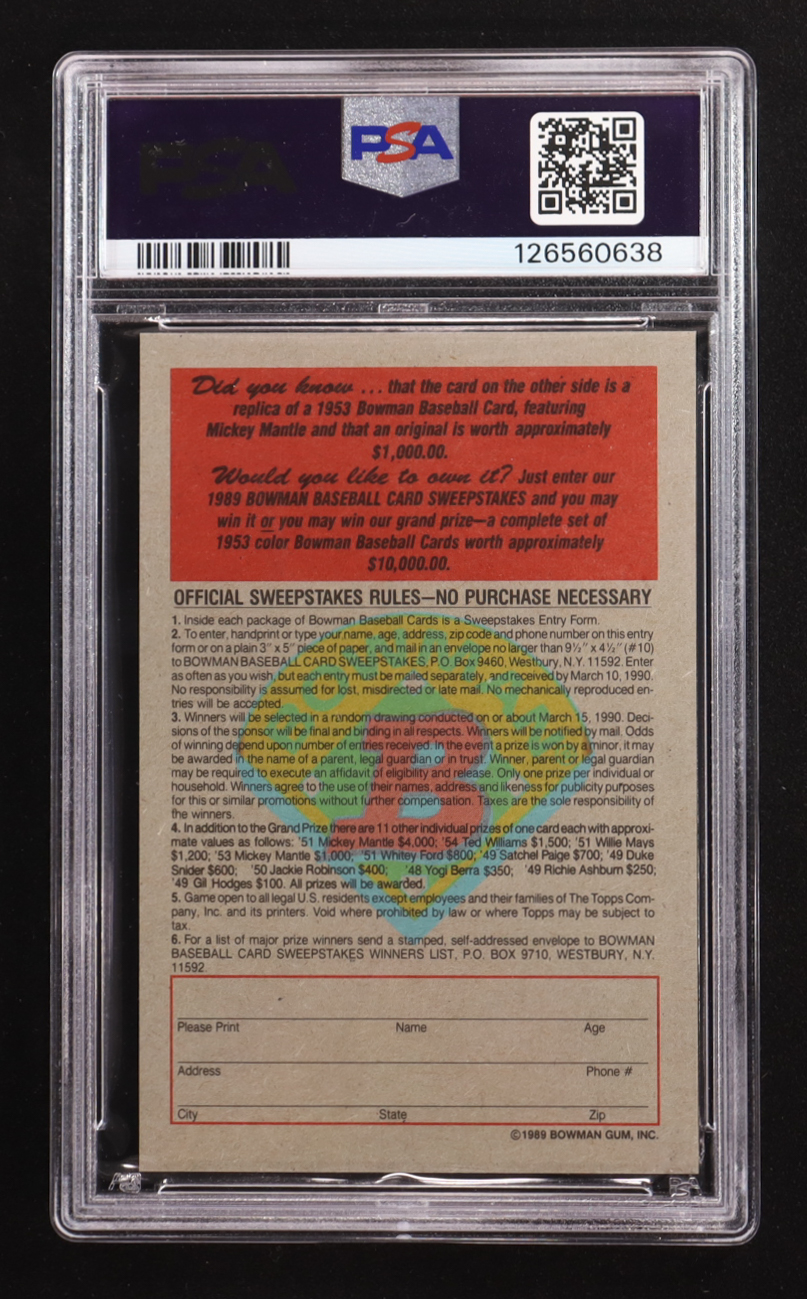 PSA
PSA
126560638
Did you know ... that the card on the other side is a
replica of a 1953 Bowman Baseball Card, featuring
Mickey Mantle and that an original is worth approximately
$1,000.00.
Would you like to own it? Just enter our
1989 BOWMAN BASEBALL CARD SWEEPSTAKES and you may
win it or you may win our grand prize—a complete set of
1953 color Bowman Baseball Cards worth approximately
$10,000.00.
OFFICIAL SWEEPSTAKES RULES—NO PURCHASE NECESSARY
1. Inside each package of Bowman Baseball Cards is a Sweepstakes Entry Form.
2. To enter, handprint or type your name, age, address, zip code and phone number on this entry
form or on a plain 3" x 5" piece of paper, and mail in an envelope no larger than 9½" x 4½" (#10)
to BOWMAN BASEBALL CARD SWEEPSTAKES, P.O. Box 9460, Westbury, N.Y. 11592. Enter
as often as you wish, but each entry must be mailed separately, and received by March 10, 1990.
No responsibility is assumed for lost, misdirected or late mail. No mechanically reproduced en-
tries will be accepted.
3. Winners will be selected in a random drawing conducted on or about March 15, 1990. Deci-
sions of the sponsor will be final and binding in all respects. Winners will be notified by mail. Odds
of winning depend upon number of entries received. In the event a prize is won by a minor, it may
be awarded in the name of a parent, legal guardian or in trust. Winner, parent or legal guardian
may be required to execute an affidavit of eligibility and release. Only one prize per individual or
household. Winners agree to the use of their names, address and likeness for publicity purposes
for this or similar promotions without further compensation. Taxes are the sole responsibility of
the winners.
4. In addition to the Grand Prize there are 11 other individual prizes of one card each with approxi-
mate values as follows: '51 Mickey Mantle $4,000; '54 Ted Williams $1,500; '51 Willie Mays
$1,200; '53 Mickey Mantle $1,000; '51 Whitey Ford $800; '49 Satchel Paige $700; '49 Duke
Snider $600; '50 Jackie Robinson $400; '48 Yogi Berra $350; '49 Richie Ashburn $250;
'49 Gil Hodges $100. All prizes will be awarded.
5. Game open to all legal U.S. residents except employees and their families of The Topps Com-
pany, Inc. and its printers. Void where prohibited by law or where Topps may be subject to
tax.
6. For a list of major prize winners send a stamped, self-addressed envelope to BOWMAN
BASEBALL CARD SWEEPSTAKES WINNERS LIST, P.O. BOX 9710, WESTBURY, N.Y.
11592.
BOWMAN
B
Please Print Name Age
Address Phone #
City State Zip
©1989 BOWMAN GUM, INC.